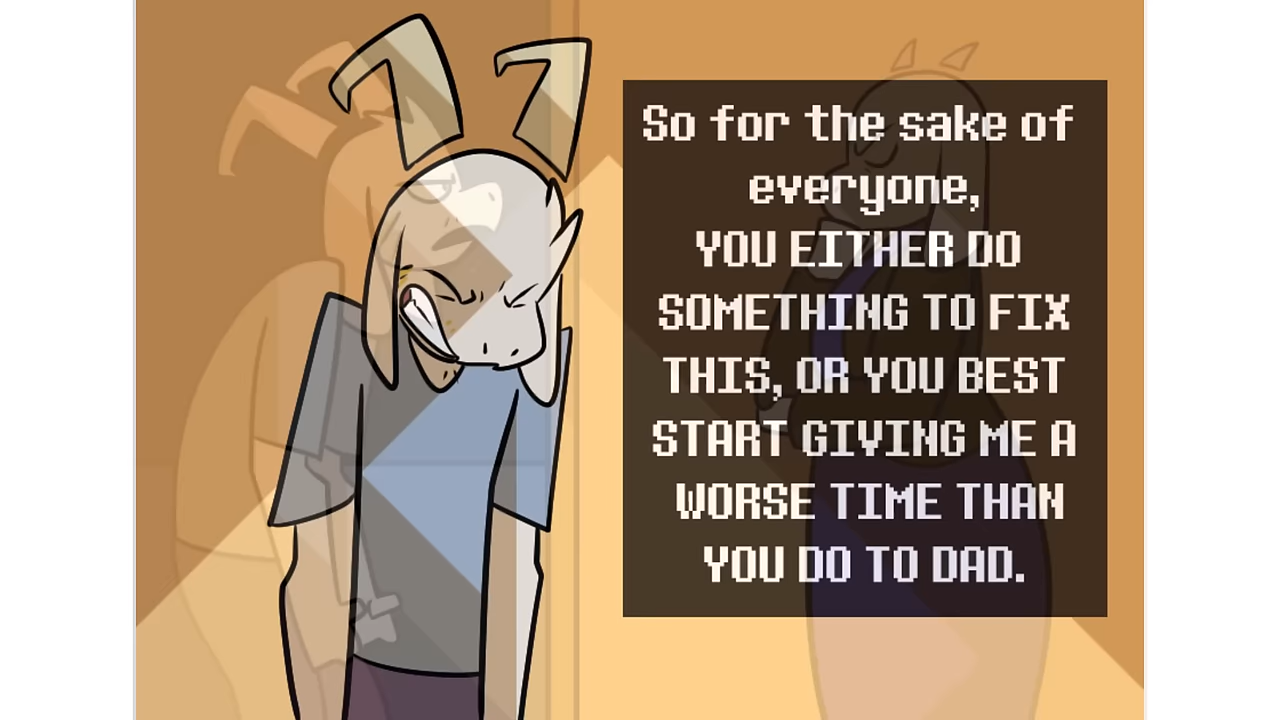 So for the sake of
everyone,
YOU EITHER DO
SOMETHING TO FIX
THIS, OR YOU BEST
START GIVING ME A
WORSE TIME THAN
YOU DO TO DAD.